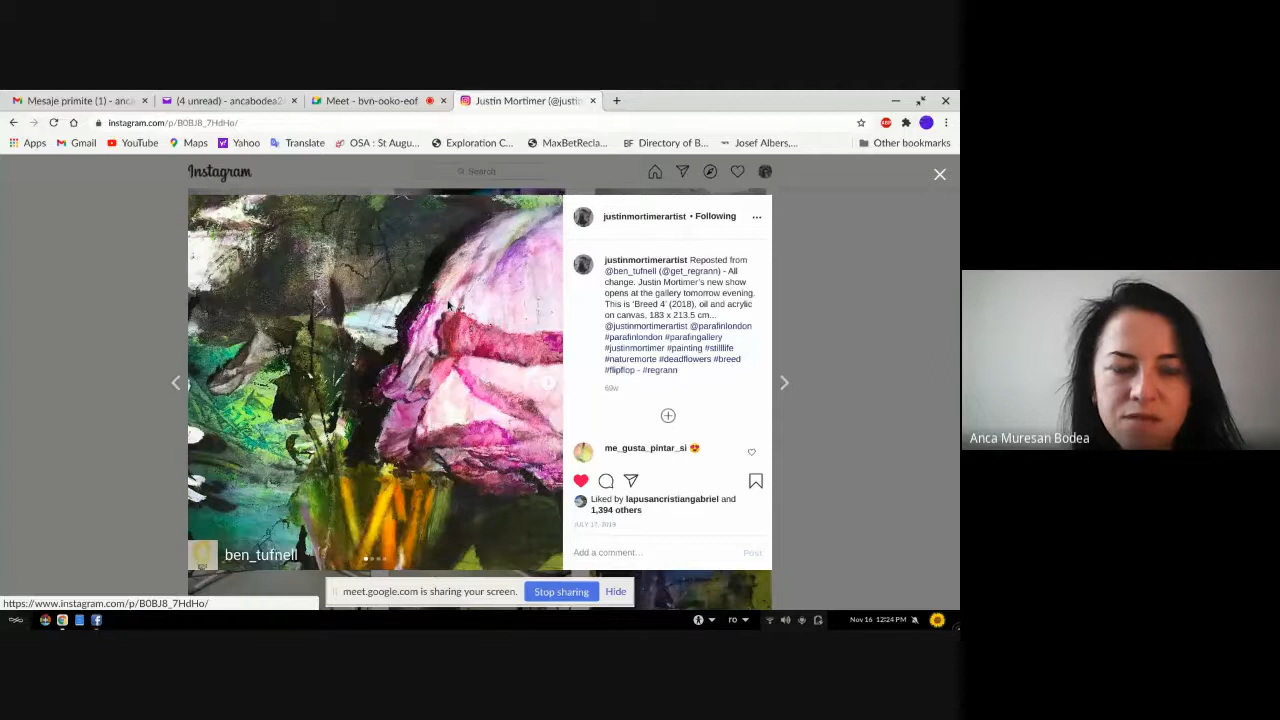 Mesaje primite (1) - anca
(4 unread) - ancabodea2
Meet - bvn-ooko-eof
Justin Mortimer (@justin
instagram.com/p/B0BJ8_7HdHo/
Apps
Gmail
YouTube
Maps
Yahoo
Translate
OSA : St Augu...
Exploration C...
MaxBetRecla...
BF Directory of B...
Josef Albers,...
Other bookmarks
Instagram
Search
justinmortimerartist • Following
justinmortimerartist Reposted from
@ben_tufnell (@get_regrann) - All
change. Justin Mortimer's new show
opens at the gallery tomorrow evening.
This is 'Breed 4' (2018), oil and acrylic
on canvas, 183 x 213.5 cm...
@justinmortimerartist @parafinlondon
#parafinlondon #parafingallery
#justinmortimer #painting #stilllife
#naturemorte #deadflowers #breed
#flipflop - #regrann
69w
me_gusta_pintar_si 😍
Liked by lapusancristiangabriel and
1,394 others
JULY 17, 2019
Add a comment...
Post
ben_tufnell
meet.google.com is sharing your screen.
Stop sharing
Hide
https://www.instagram.com/p/B0BJ8_7HdHo/
ro
Nov 16 12:24 PM
Anca Muresan Bodea